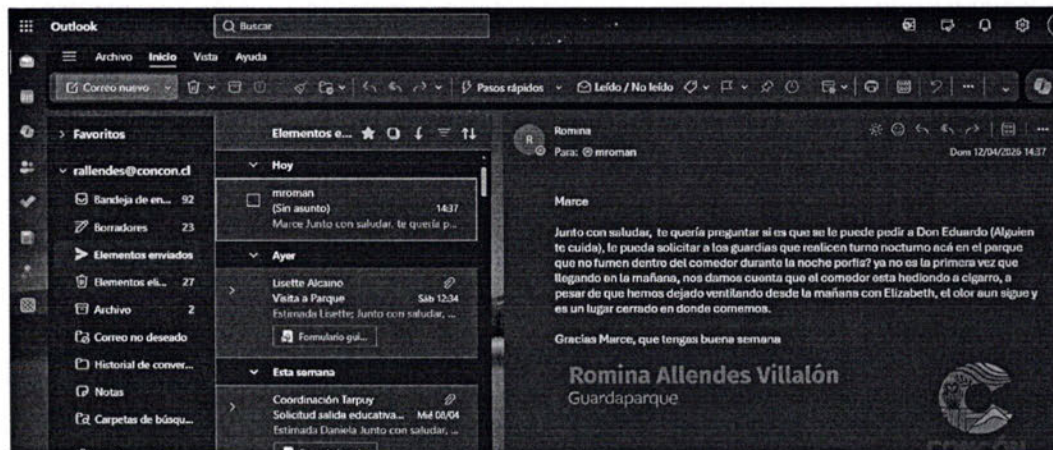 Outlook
Buscar
Archivo Inicio Vista Ayuda
Correo nuevo Pasos rápidos Leído / No leído
Favoritos
rallendes@concon.cl
Bandeja de en... 92
Borradores 23
Elementos enviados
Elementos eli... 27
Archivo 2
Correo no deseado
Historial de conver...
Notas
Carpetas de búsqu...
Elementos e...
Hoy
mroman
(Sin asunto) 14:37
Marce Junto con saludar, te quería p...
Ayer
Lisette Alcaino
Visita a Parque Sáb 12:34
Estimada Lisette; Junto con saludar, ...
Formulario gui...
Esta semana
Coordinación Tarpuy
Solicitud salida educativa... Mié 08/04
Estimada Daniela Junto con saludar, ...
R
Romina
Para: mroman
Dom 12/04/2026 14:37
Marce
Junto con saludar, te quería preguntar si es que se le puede pedir a Don Eduardo (Alguien
te cuida), le pueda solicitar a los guardias que realicen turno nocturno acá en el parque
que no fumen dentro del comedor durante la noche porfis? ya no es la primera vez que
llegando en la mañana, nos damos cuenta que el comedor esta hediondo a cigarro, a
pesar de que hemos dejado ventilando desde la mañana con Elizabeth, el olor aun sigue y
es un lugar cerrado en donde comemos.
Gracias Marce, que tengas buena semana
Romina Allendes Villalón
Guardaparque
CONCÓN